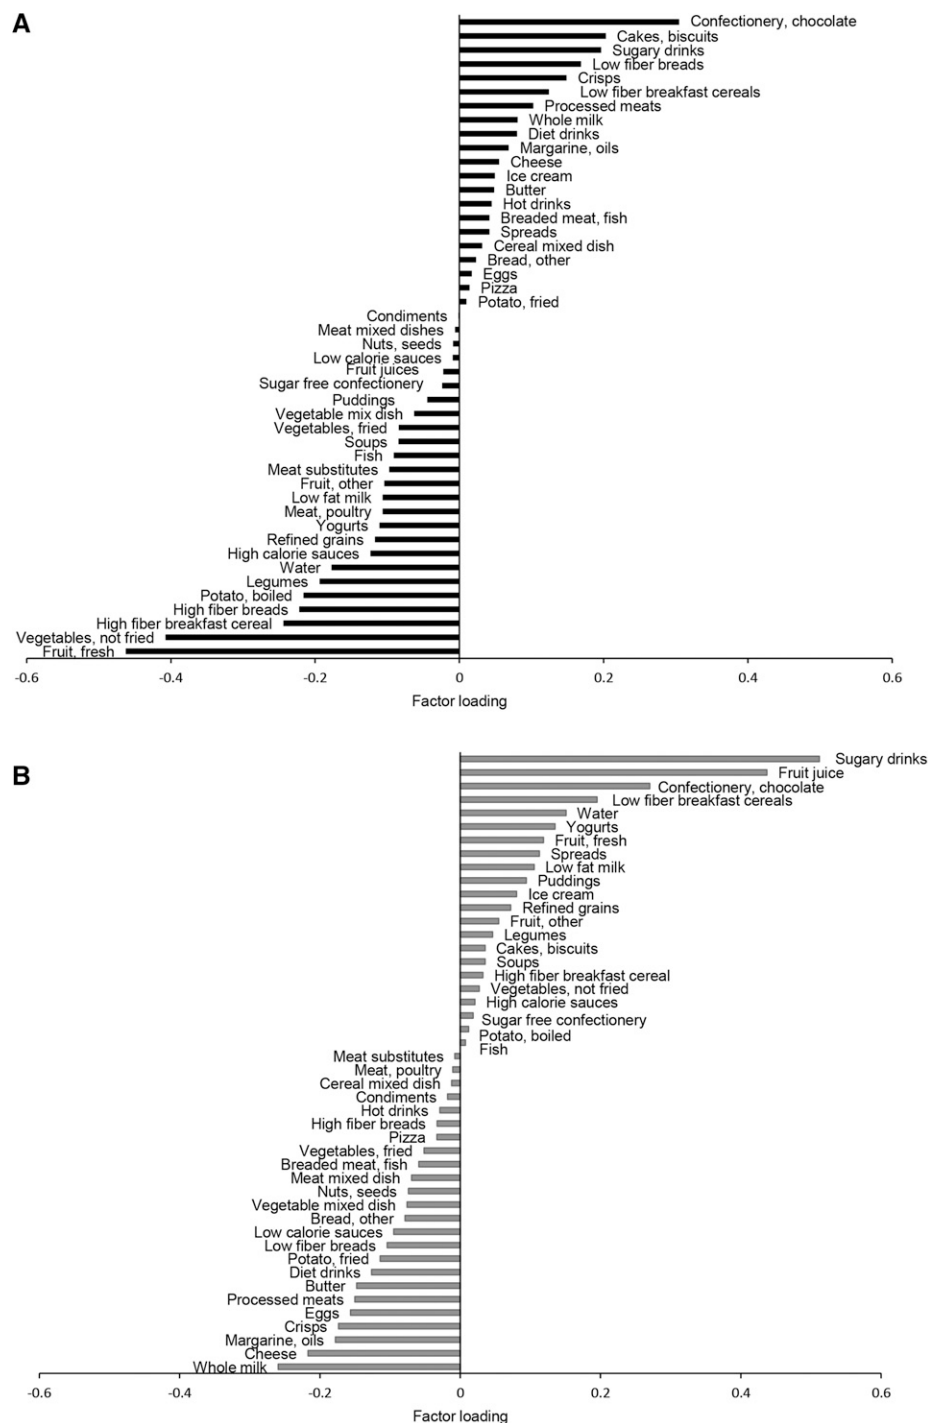 A
Confectionery, chocolate
Cakes, biscuits
Sugary drinks
Low fiber breads
Crisps
Low fiber breakfast cereals
Processed meats
Whole milk
Diet drinks
Margarine, oils
Cheese
Ice cream
Butter
Hot drinks
Breaded meat, fish
Spreads
Cereal mixed dish
Bread, other
Eggs
Pizza
Potato, fried
Condiments
Meat mixed dishes
Nuts, seeds
Low calorie sauces
Fruit juices
Sugar free confectionery
Puddings
Vegetable mix dish
Vegetables, fried
Soups
Fish
Meat substitutes
Fruit, other
Low fat milk
Meat, poultry
Yogurts
Refined grains
High calorie sauces
Water
Legumes
Potato, boiled
High fiber breads
High fiber breakfast cereal
Vegetables, not fried
Fruit, fresh
-0.6 -0.4 -0.2 0 0.2 0.4 0.6
Factor loading
B
Sugary drinks
Fruit juice
Confectionery, chocolate
Low fiber breakfast cereals
Water
Yogurts
Fruit, fresh
Spreads
Low fat milk
Puddings
Ice cream
Refined grains
Fruit, other
Legumes
Cakes, biscuits
Soups
High fiber breakfast cereal
Vegetables, not fried
High calorie sauces
Sugar free confectionery
Potato, boiled
Fish
Meat substitutes
Meat, poultry
Cereal mixed dish
Condiments
Hot drinks
High fiber breads
Pizza
Vegetables, fried
Breaded meat, fish
Meat mixed dish
Nuts, seeds
Vegetable mixed dish
Bread, other
Low calorie sauces
Low fiber breads
Potato, fried
Diet drinks
Butter
Processed meats
Eggs
Crisps
Margarine, oils
Cheese
Whole milk
-0.6 -0.4 -0.2 0 0.2 0.4 0.6
Factor loading